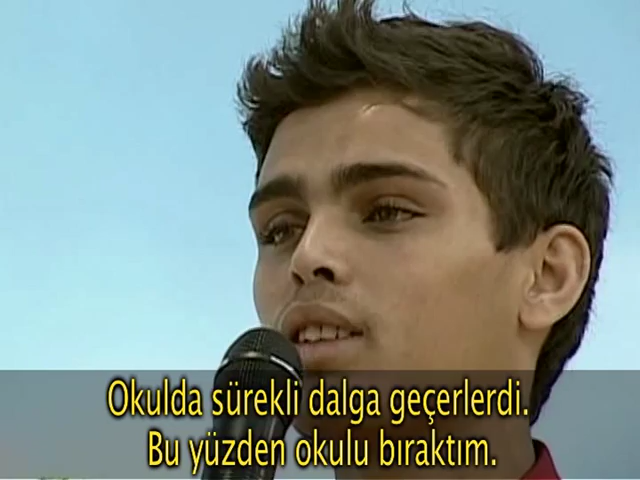 Okulda sürekli dalga geçerlerdi.
Bu yüzden okulu bıraktım.